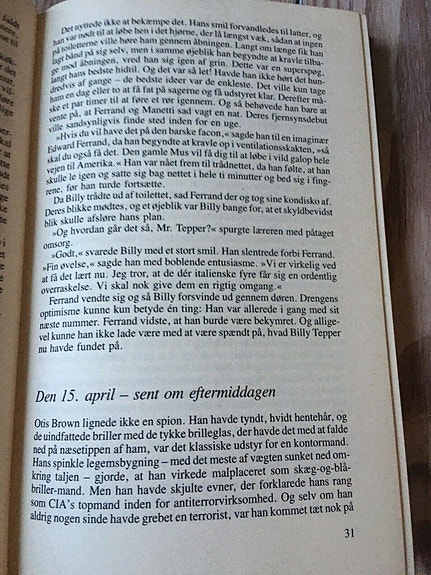 Det nyttede ikke at bekæmpe det. Hans smil forvandledes til latter, og
han var nødt til at løbe hen i det hjørne, der lå længst væk, sådan at ingen
på toiletterne ville høre ham gennem åbningen. Langt om længe fik han
lagt bånd på sig selv, men i samme øjeblik han begyndte at kravle tilba-
ge mod åbningen, vred han sig igen af grin. Dette var en superspøg,
langt hans bedste hidtil. Og det var så let! Havde han ikke hørt det hun-
dredvis af gange – de bedste ideer var de enkleste. Det ville kun tage
ham en dag eller to at få fat på sagerne og få udstyret klar. Derefter må-
ske et par timer til at føre et rør igennem. Og så behøvede han bare at
vente på, at Ferrand og Manetti sad vagt en nat. Deres fjernsynsdebut
ville sandsynligvis finde sted inden for en uge.
»Hvis du vil have det på den barske facon,« sagde han til en imaginær
Edward Ferrand, da han begyndte at kravle op i ventilationsskakten, »så
skal du også få det. Den gamle Mus vil få dig til at løbe i vild galop hele
vejen til Amerika.« Han var nået frem til trådnettet, da han følte, at han
skulle le igen og satte sig bag nettet i hele ti minutter og bed sig i fing-
rene, før han turde fortsætte.
Da Billy trådte ud af toilettet, sad Ferrand der og tog sine kondisko af.
Deres blikke mødtes, og et øjeblik var Billy bange for, at et skyldbevidst
blik skulle afsløre hans plan.
»Og hvordan går det så, Mr. Tepper?« spurgte læreren med påtaget
omsorg.
»Godt,« svarede Billy med et stort smil. Han slentrede forbi Ferrand.
»Fin øvelse,« sagde han med boblende entusiasme. »Vi er virkelig ved
at få det lært nu. Jeg tror, at de dér italienske fyre får sig en ordentlig
overraskelse. Vi skal nok give dem en rigtig omgang.«
Ferrand vendte sig og så Billy forsvinde ud gennem døren. Drengens
optimisme kunne kun betyde én ting: Han var allerede i gang med sit
næste nummer. Ferrand vidste, at han burde være bekymret. Og allige-
vel kunne han ikke lade være med at være spændt på, hvad Billy Tepper
nu havde fundet på.
Den 15. april – sent om eftermiddagen
Otis Brown lignede ikke en spion. Han havde tyndt, hvidt hentehår, og
de uindfattede briller med de tykke brilleglas, der havde det med at falde
ned på næsetippen af ham, var det klassiske udstyr for en kontormand.
Hans spinkle legemsbygning – med det meste af vægten sunket ned om-
kring taljen – gjorde, at han virkede malplaceret som skæg-og-blå-
briller-mand. Men han havde skjulte evner, der forklarede hans rang
som CIA's topmand inden for antiterrorvirksomhed. Og selv om han
aldrig nogen sinde havde grebet en terrorist, var han kommet tæt nok på
31